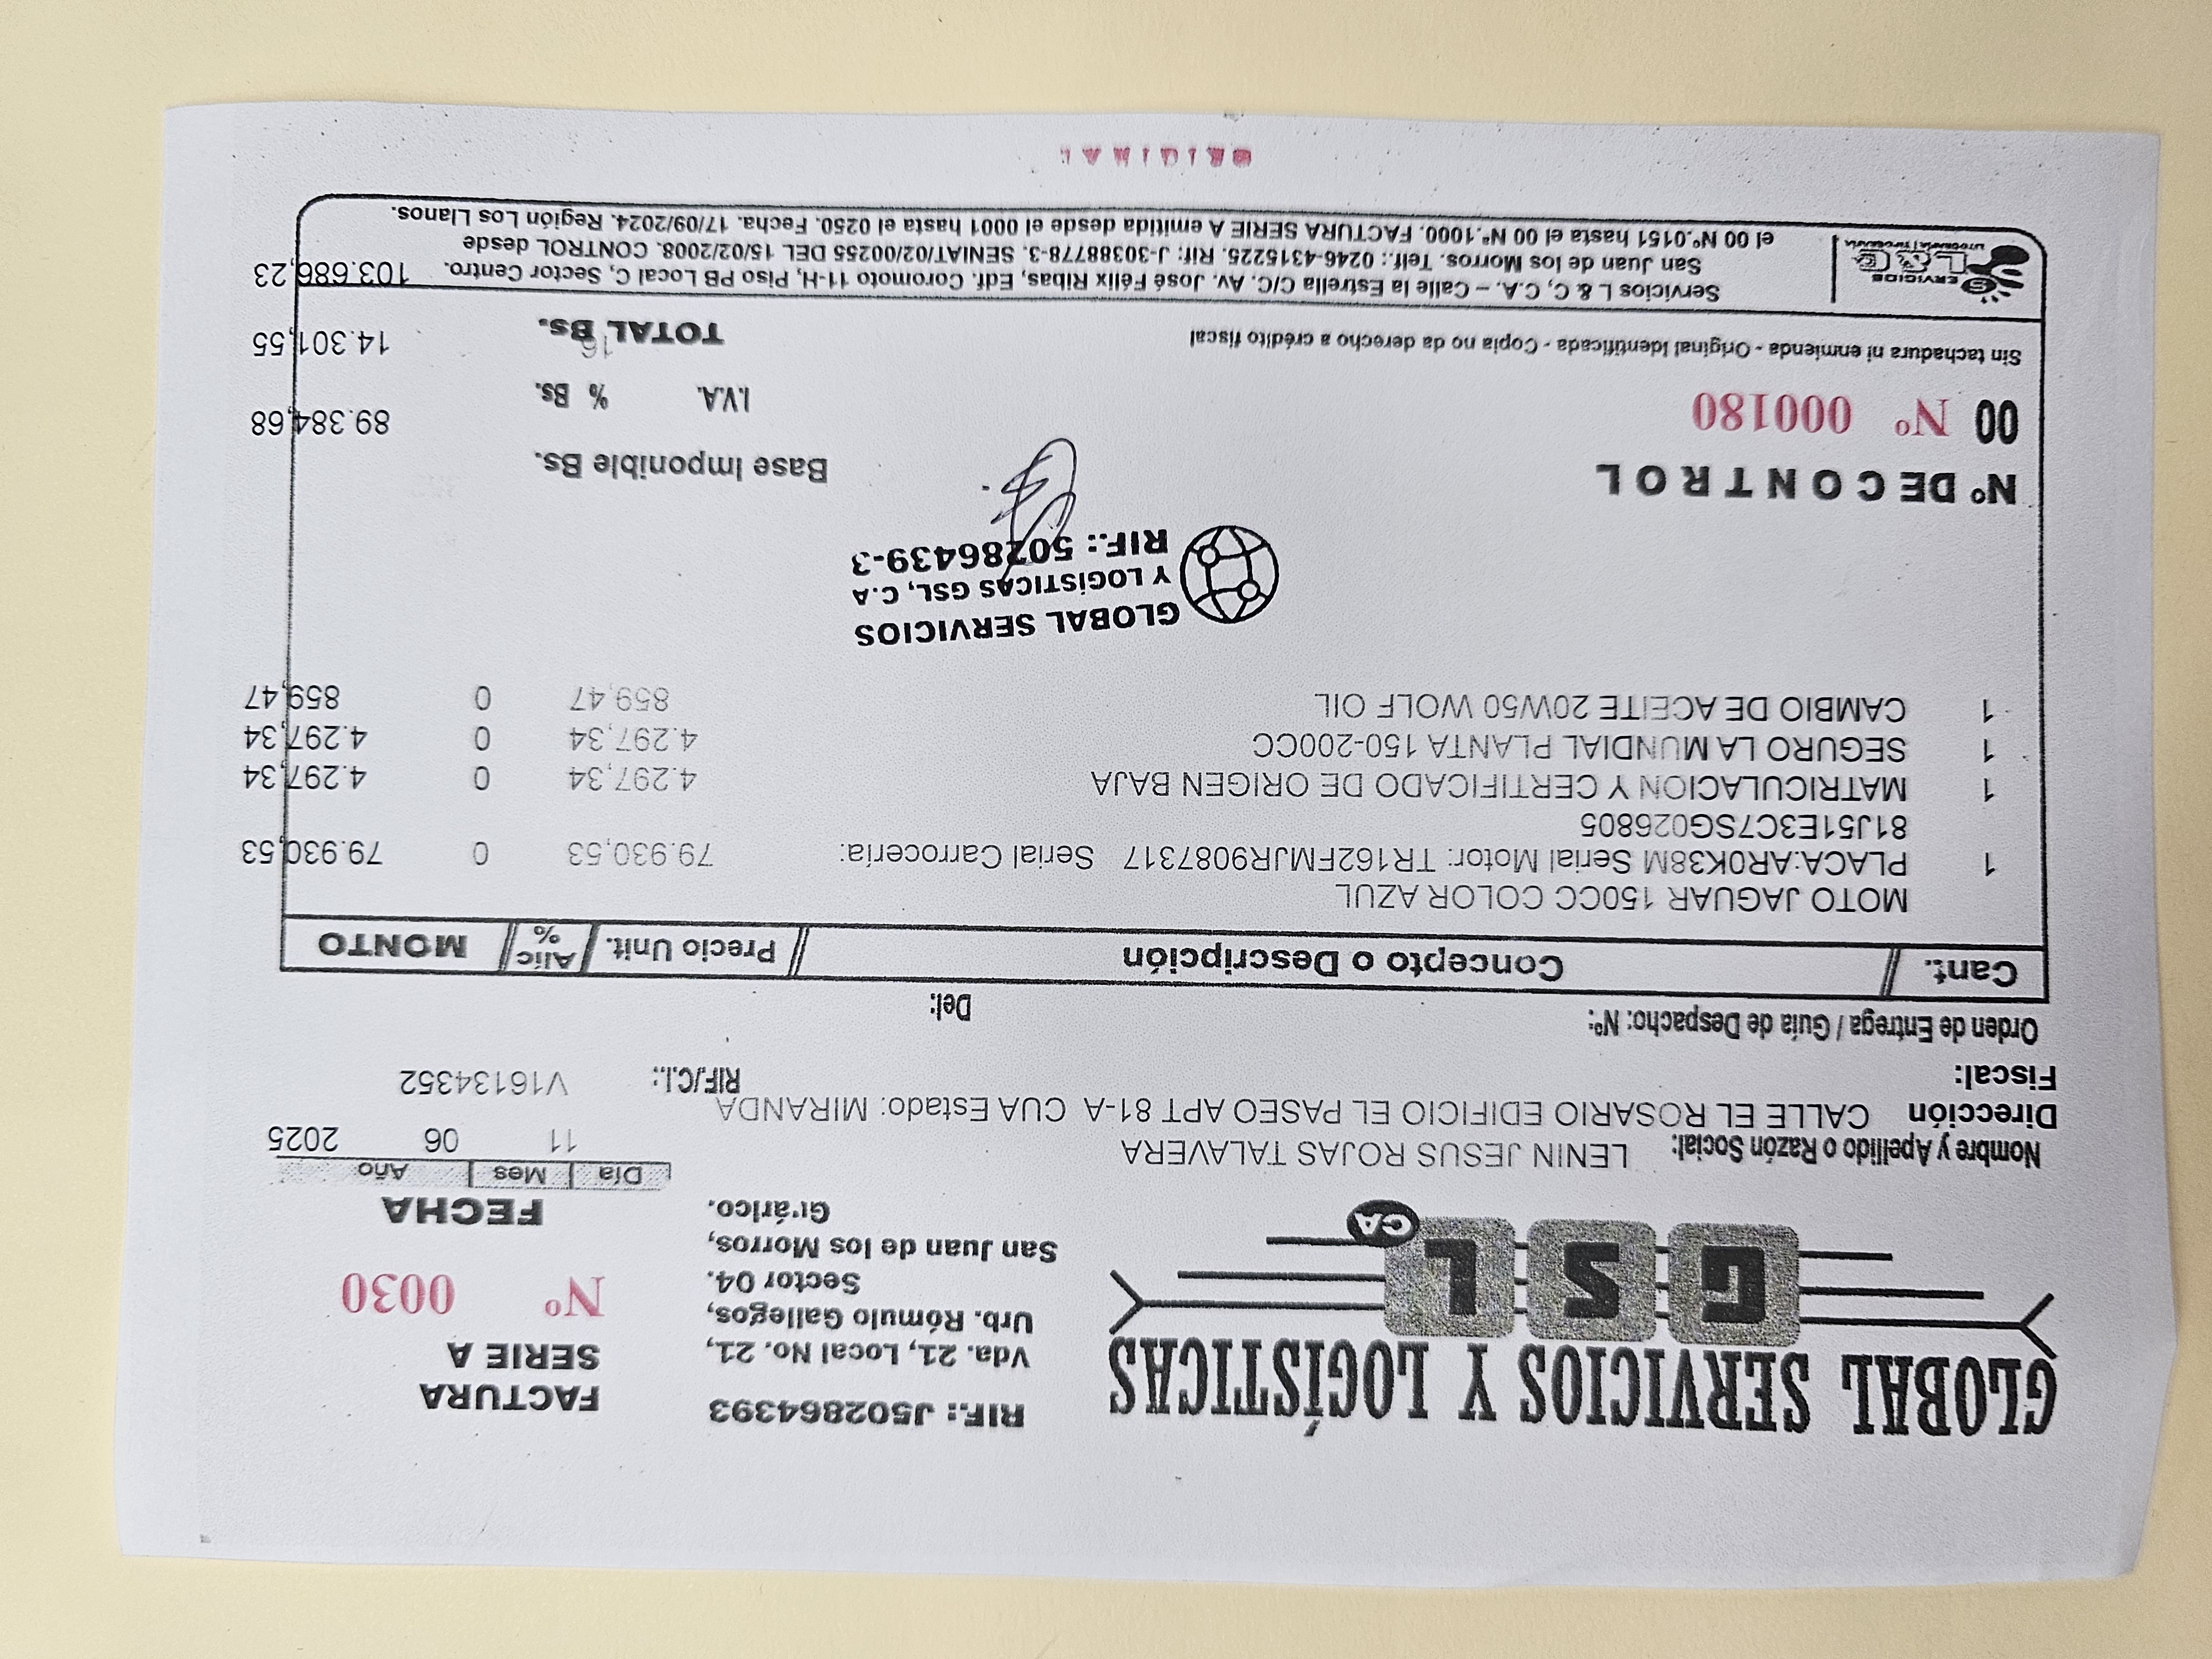 GLOBAL SERVICIOS Y LOGÍSTICAS
GSL CA
RIF.: J502864393
Vda. 21, Local No. 21,
Urb. Rómulo Gallegos,
Sector 04.
San Juan de los Morros,
Guárico.
FACTURA
SERIE A
Nº 0030
FECHA
Día Mes Año
11 06 2025
Nombre y Apellido o Razón Social: LENIN JESUS ROJAS TALAVERA
Dirección CALLE EL ROSARIO EDIFICIO EL PASEO APT 81-A CUA Estado: MIRANDA
Fiscal:
RIF./C.I.: V16134352
Orden de Entrega / Guía de Despacho: Nº: Del:
Cant. Concepto o Descripción Precio Unit. Alíc % MONTO
MOTO JAGUAR 150CC COLOR AZUL
1 PLACA:AR0K38M Serial Motor: TR162FMJR9087317 Serial Carrocería: 79.930,53 0 79.930,53
81J51E3C7SG026805
1 MATRICULACION Y CERTIFICADO DE ORIGEN BAJA 4.297,34 0 4.297,34
1 SEGURO LA MUNDIAL PLANTA 150-200CC 4.297,34 0 4.297,34
1 CAMBIO DE ACEITE 20W50 WOLF OIL 859,47 0 859,47
GLOBAL SERVICIOS
Y LOGÍSTICAS GSL, C.A
RIF.: 50286439-3
Nº DE CONTROL
00 Nº 000180
Base Imponible Bs. 89.384,68
I.V.A. % Bs. 14.301,55
16
TOTAL Bs. 103.686,23
Sin tachadura ni enmienda - Original Identificada - Copia no da derecho a crédito fiscal
SERVICIOS
L&C
Servicios L & C, C.A. – Calle la Estrella C/C. Av. José Félix Ribas, Edf. Coromoto 11-H, Piso PB Local C, Sector Centro.
San Juan de los Morros. Telf.: 0246-4315225. Rif: J-30388778-3. SENIAT/02/00255 DEL 15/02/2008. CONTROL desde
el 00 Nº.0151 hasta el 00 Nº.1000. FACTURA SERIE A emitida desde el 0001 hasta el 0250. Fecha. 17/09/2024. Región Los Llanos.
ORIGINAL